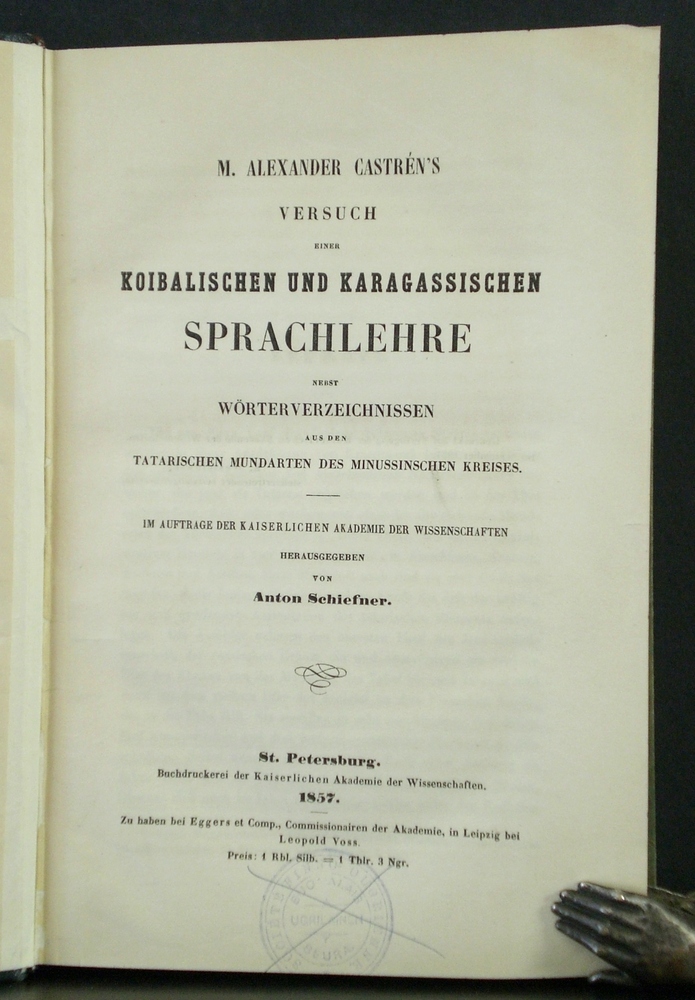 M. ALEXANDER CASTRÉN'S
VERSUCH
EINER
KOIBALISCHEN UND KARAGASSISCHEN
SPRACHLEHRE
NEBST
WÖRTERVERZEICHNISSEN
AUS DEN
TATARISCHEN MUNDARTEN DES MINUSSINSCHEN KREISES.
IM AUFTRAGE DER KAISERLICHEN AKADEMIE DER WISSENSCHAFTEN
HERAUSGEGEBEN
VON
Anton Schiefner.
St. Petersburg.
Buchdruckerei der Kaiserlichen Akademie der Wissenschaften.
1857.
Zu haben bei Eggers et Comp., Commissionairen der Akademie, in Leipzig bei
Leopold Voss.
Preis: 1 Rbl. Silb. = 1 Thlr. 3 Ngr.